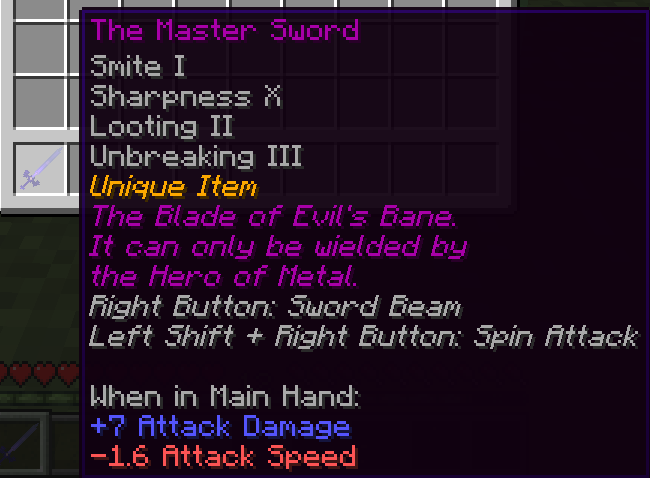 The Master Sword
Smite I
Sharpness X
Looting II
Unbreaking III
Unique Item
The Blade of Evil's Bane.
It can only be wielded by
the Hero of Metal.
Right Button: Sword Beam
Left Shift + Right Button: Spin Attack
When in Main Hand:
+7 Attack Damage
-1.6 Attack Speed